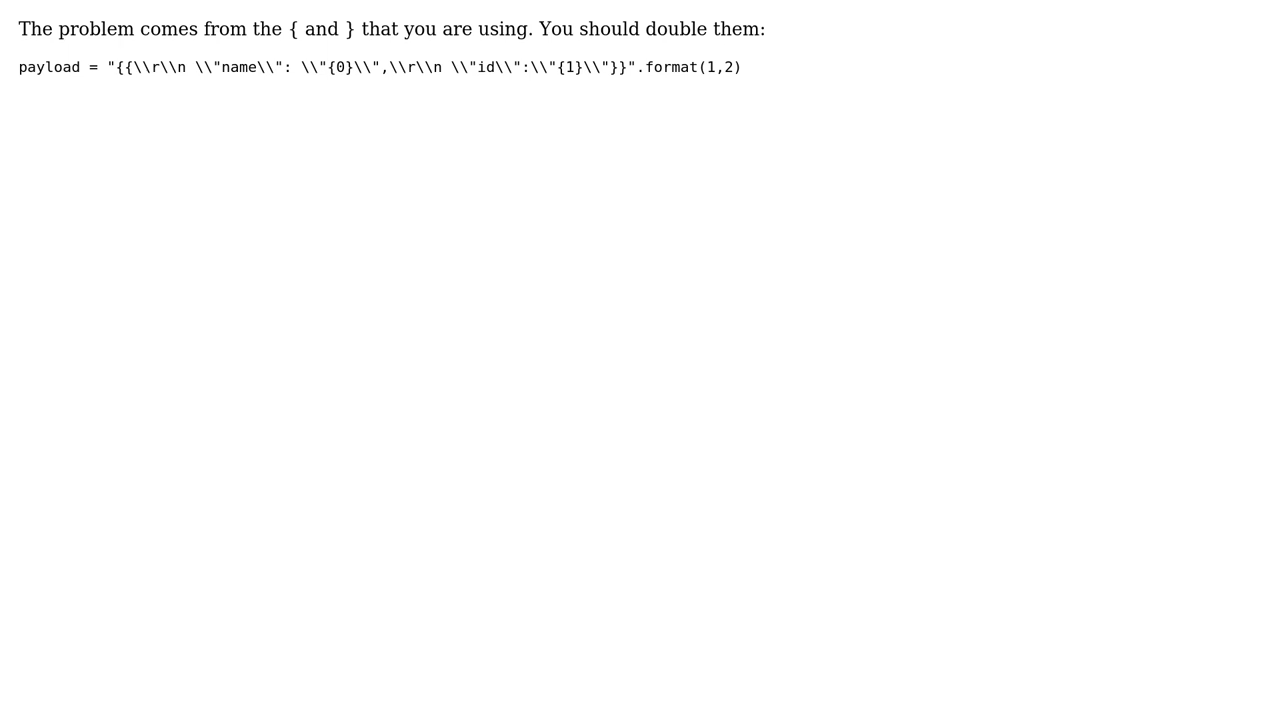 The problem comes from the { and } that you are using. You should double them:
payload = "{{\\r\\n \\"name\\": \\"{0}\\",\\r\\n \\"id\\":\\"{1}\\"}}".format(1,2)